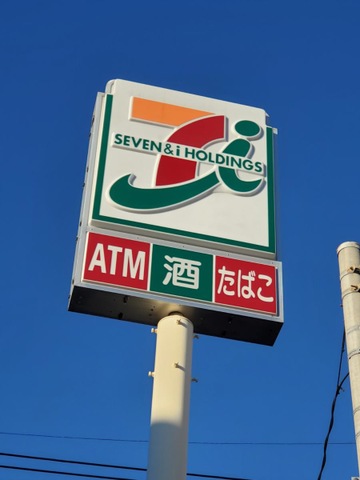 SEVEN & i HOLDINGS
ATM 酒 たばこ